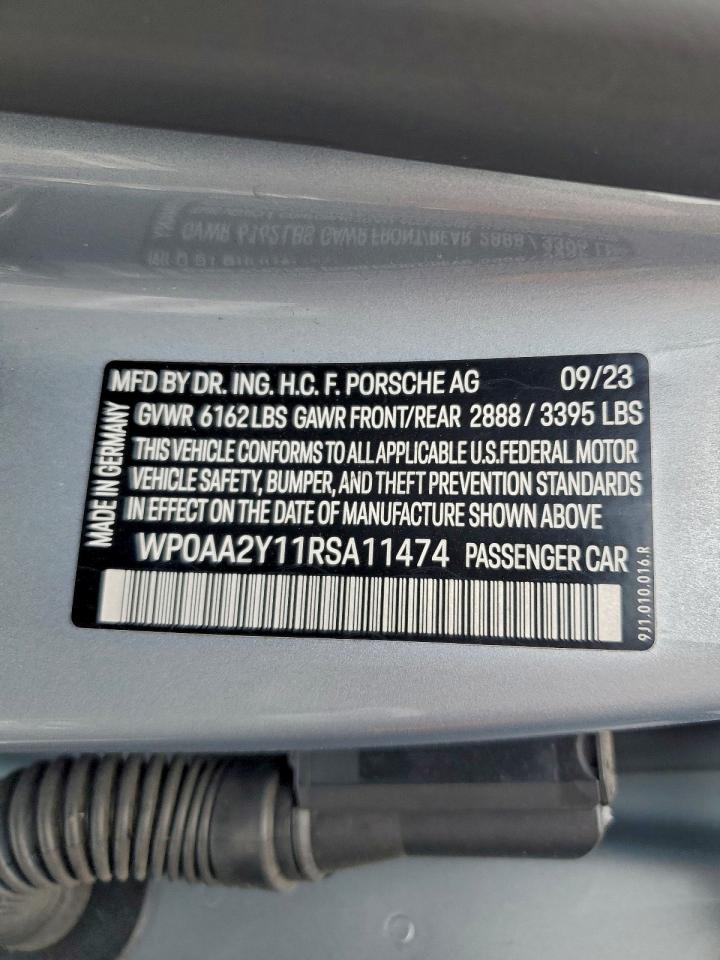 MFD BY DR. ING. H.C. F. PORSCHE AG 09/23
GVWR 6162 LBS GAWR FRONT/REAR 2888 / 3395 LBS
THIS VEHICLE CONFORMS TO ALL APPLICABLE U.S. FEDERAL MOTOR
VEHICLE SAFETY, BUMPER, AND THEFT PREVENTION STANDARDS
IN EFFECT ON THE DATE OF MANUFACTURE SHOWN ABOVE
WP0AA2Y11RSA11474 PASSENGER CAR
MADE IN GERMANY
9J1.010.016.R